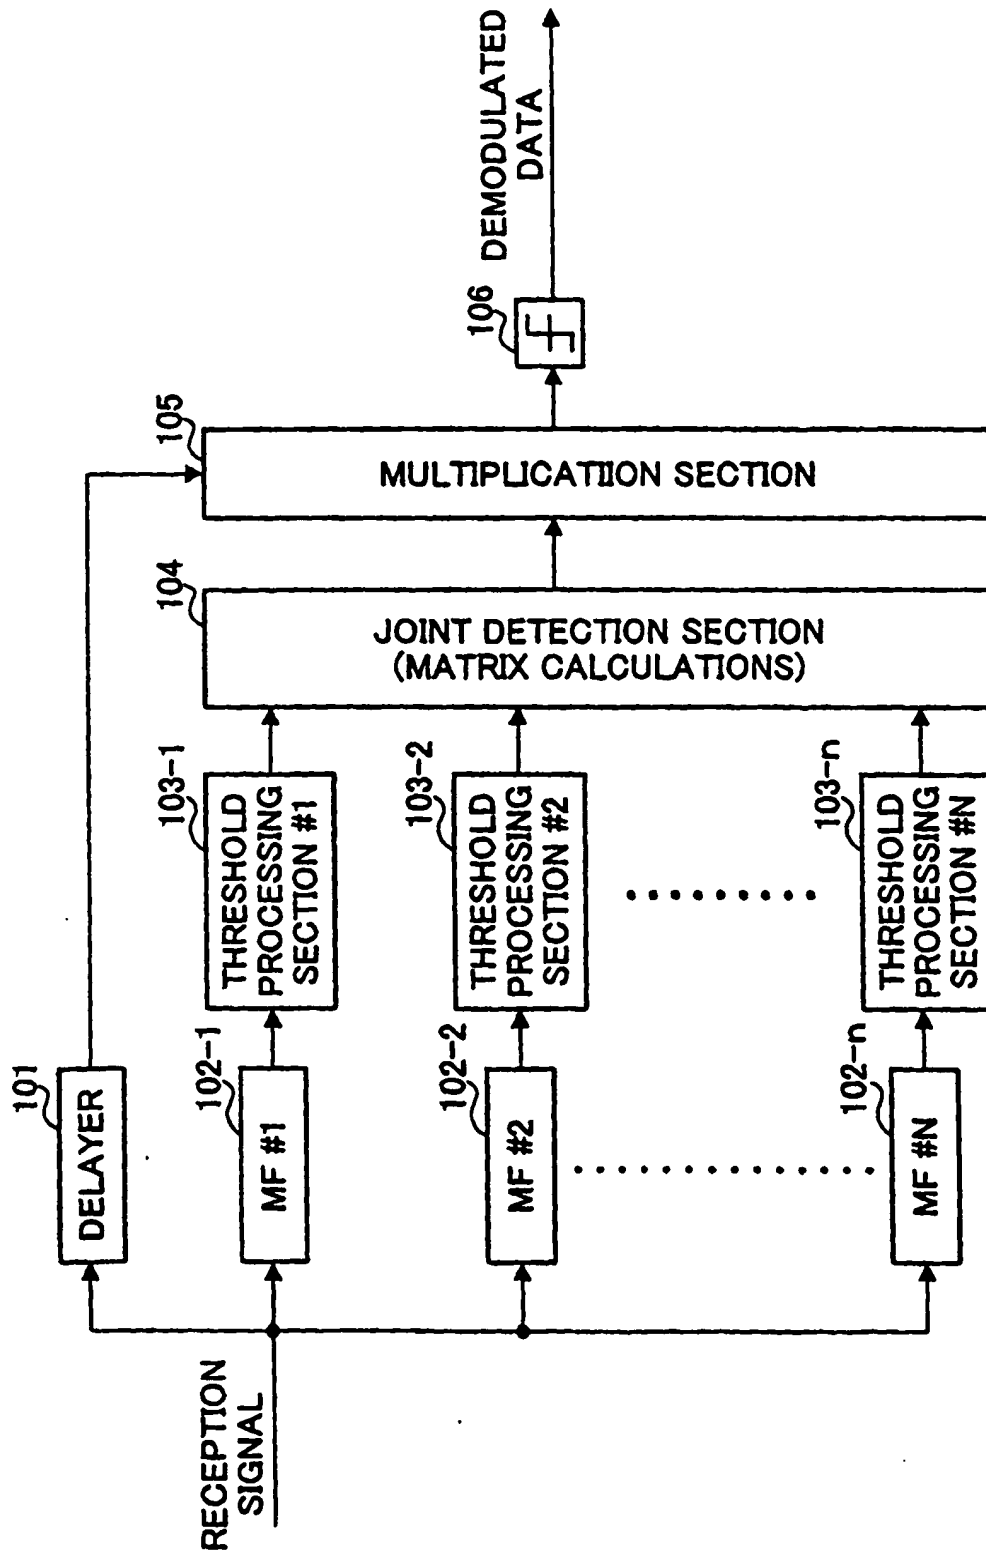 RECEPTION
SIGNAL
101
DELAYER
102-1
MF #1
102-2
MF #2
102-n
MF #N
103-1
THRESHOLD
PROCESSING
SECTION #1
103-2
THRESHOLD
PROCESSING
SECTION #2
103-n
THRESHOLD
PROCESSING
SECTION #N
104
JOINT DETECTION SECTION
(MATRIX CALCULATIONS)
105
MULTIPLICATIION SECTION
106
DEMODULATED
DATA